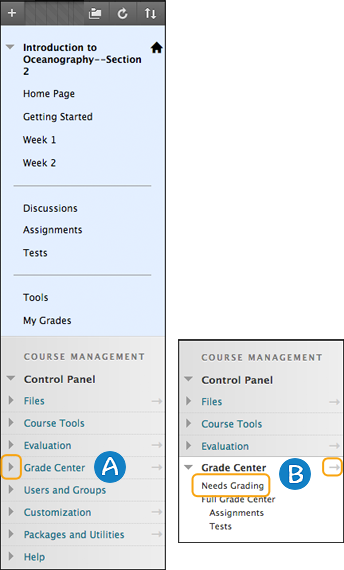 Introduction to
Oceanography--Section
2
Home Page
Getting Started
Week 1
Week 2
Discussions
Assignments
Tests
Tools
My Grades
COURSE MANAGEMENT
Control Panel
Files
Course Tools
Evaluation
Grade Center
A
Users and Groups
Customization
Packages and Utilities
Help
COURSE MANAGEMENT
Control Panel
Files
Course Tools
Evaluation
Grade Center
B
Needs Grading
Full Grade Center
Assignments
Tests